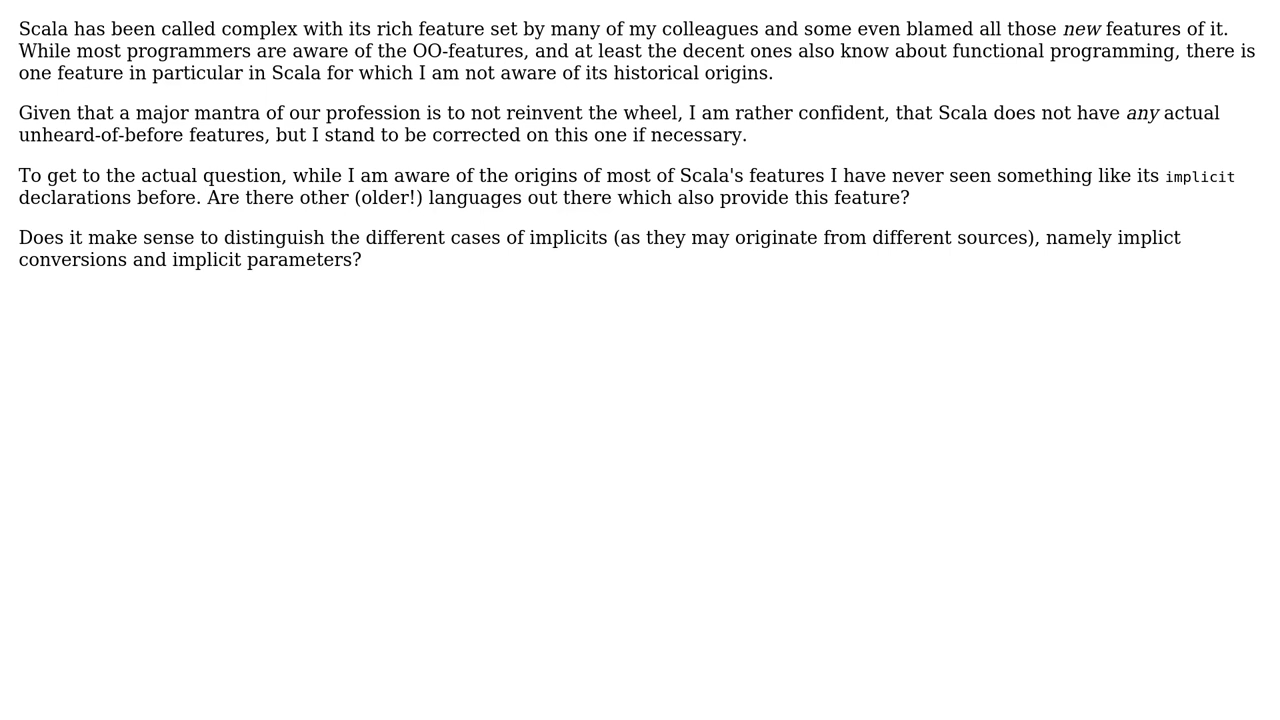 Scala has been called complex with its rich feature set by many of my colleagues and some even blamed all those new features of it.
While most programmers are aware of the OO-features, and at least the decent ones also know about functional programming, there is
one feature in particular in Scala for which I am not aware of its historical origins.
Given that a major mantra of our profession is to not reinvent the wheel, I am rather confident, that Scala does not have any actual
unheard-of-before features, but I stand to be corrected on this one if necessary.
To get to the actual question, while I am aware of the origins of most of Scala's features I have never seen something like its implicit
declarations before. Are there other (older!) languages out there which also provide this feature?
Does it make sense to distinguish the different cases of implicits (as they may originate from different sources), namely implict
conversions and implicit parameters?